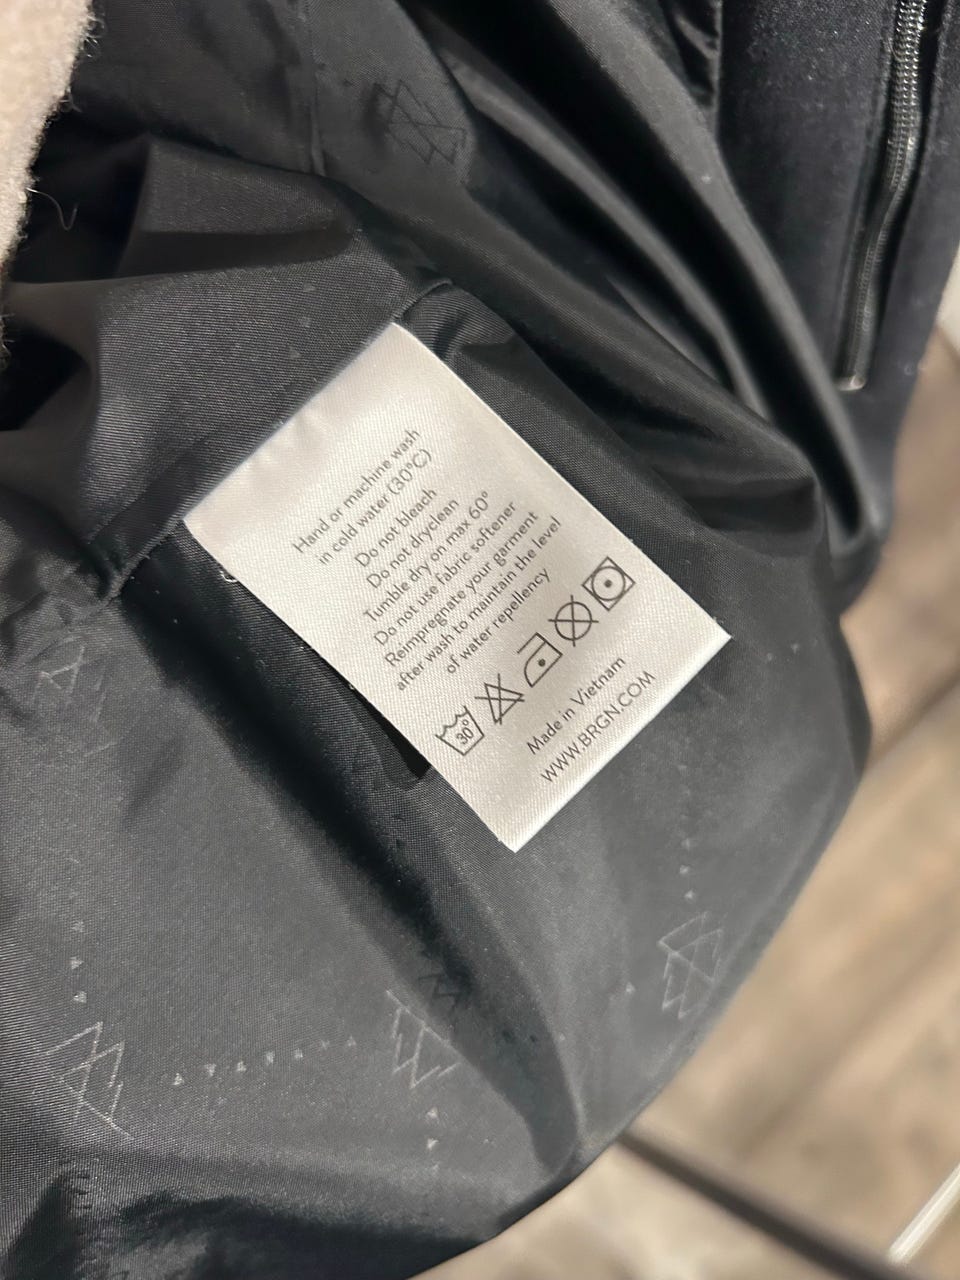 Hand or machine wash
in cold water (30°C)
Do not bleach
Do not dryclean
Tumble dry on max 60°
Do not use fabric softener
Reimpregnate your garment
after wash to maintain the level
of water repellency
30°
Made in Vietnam
WWW.BRGN.COM